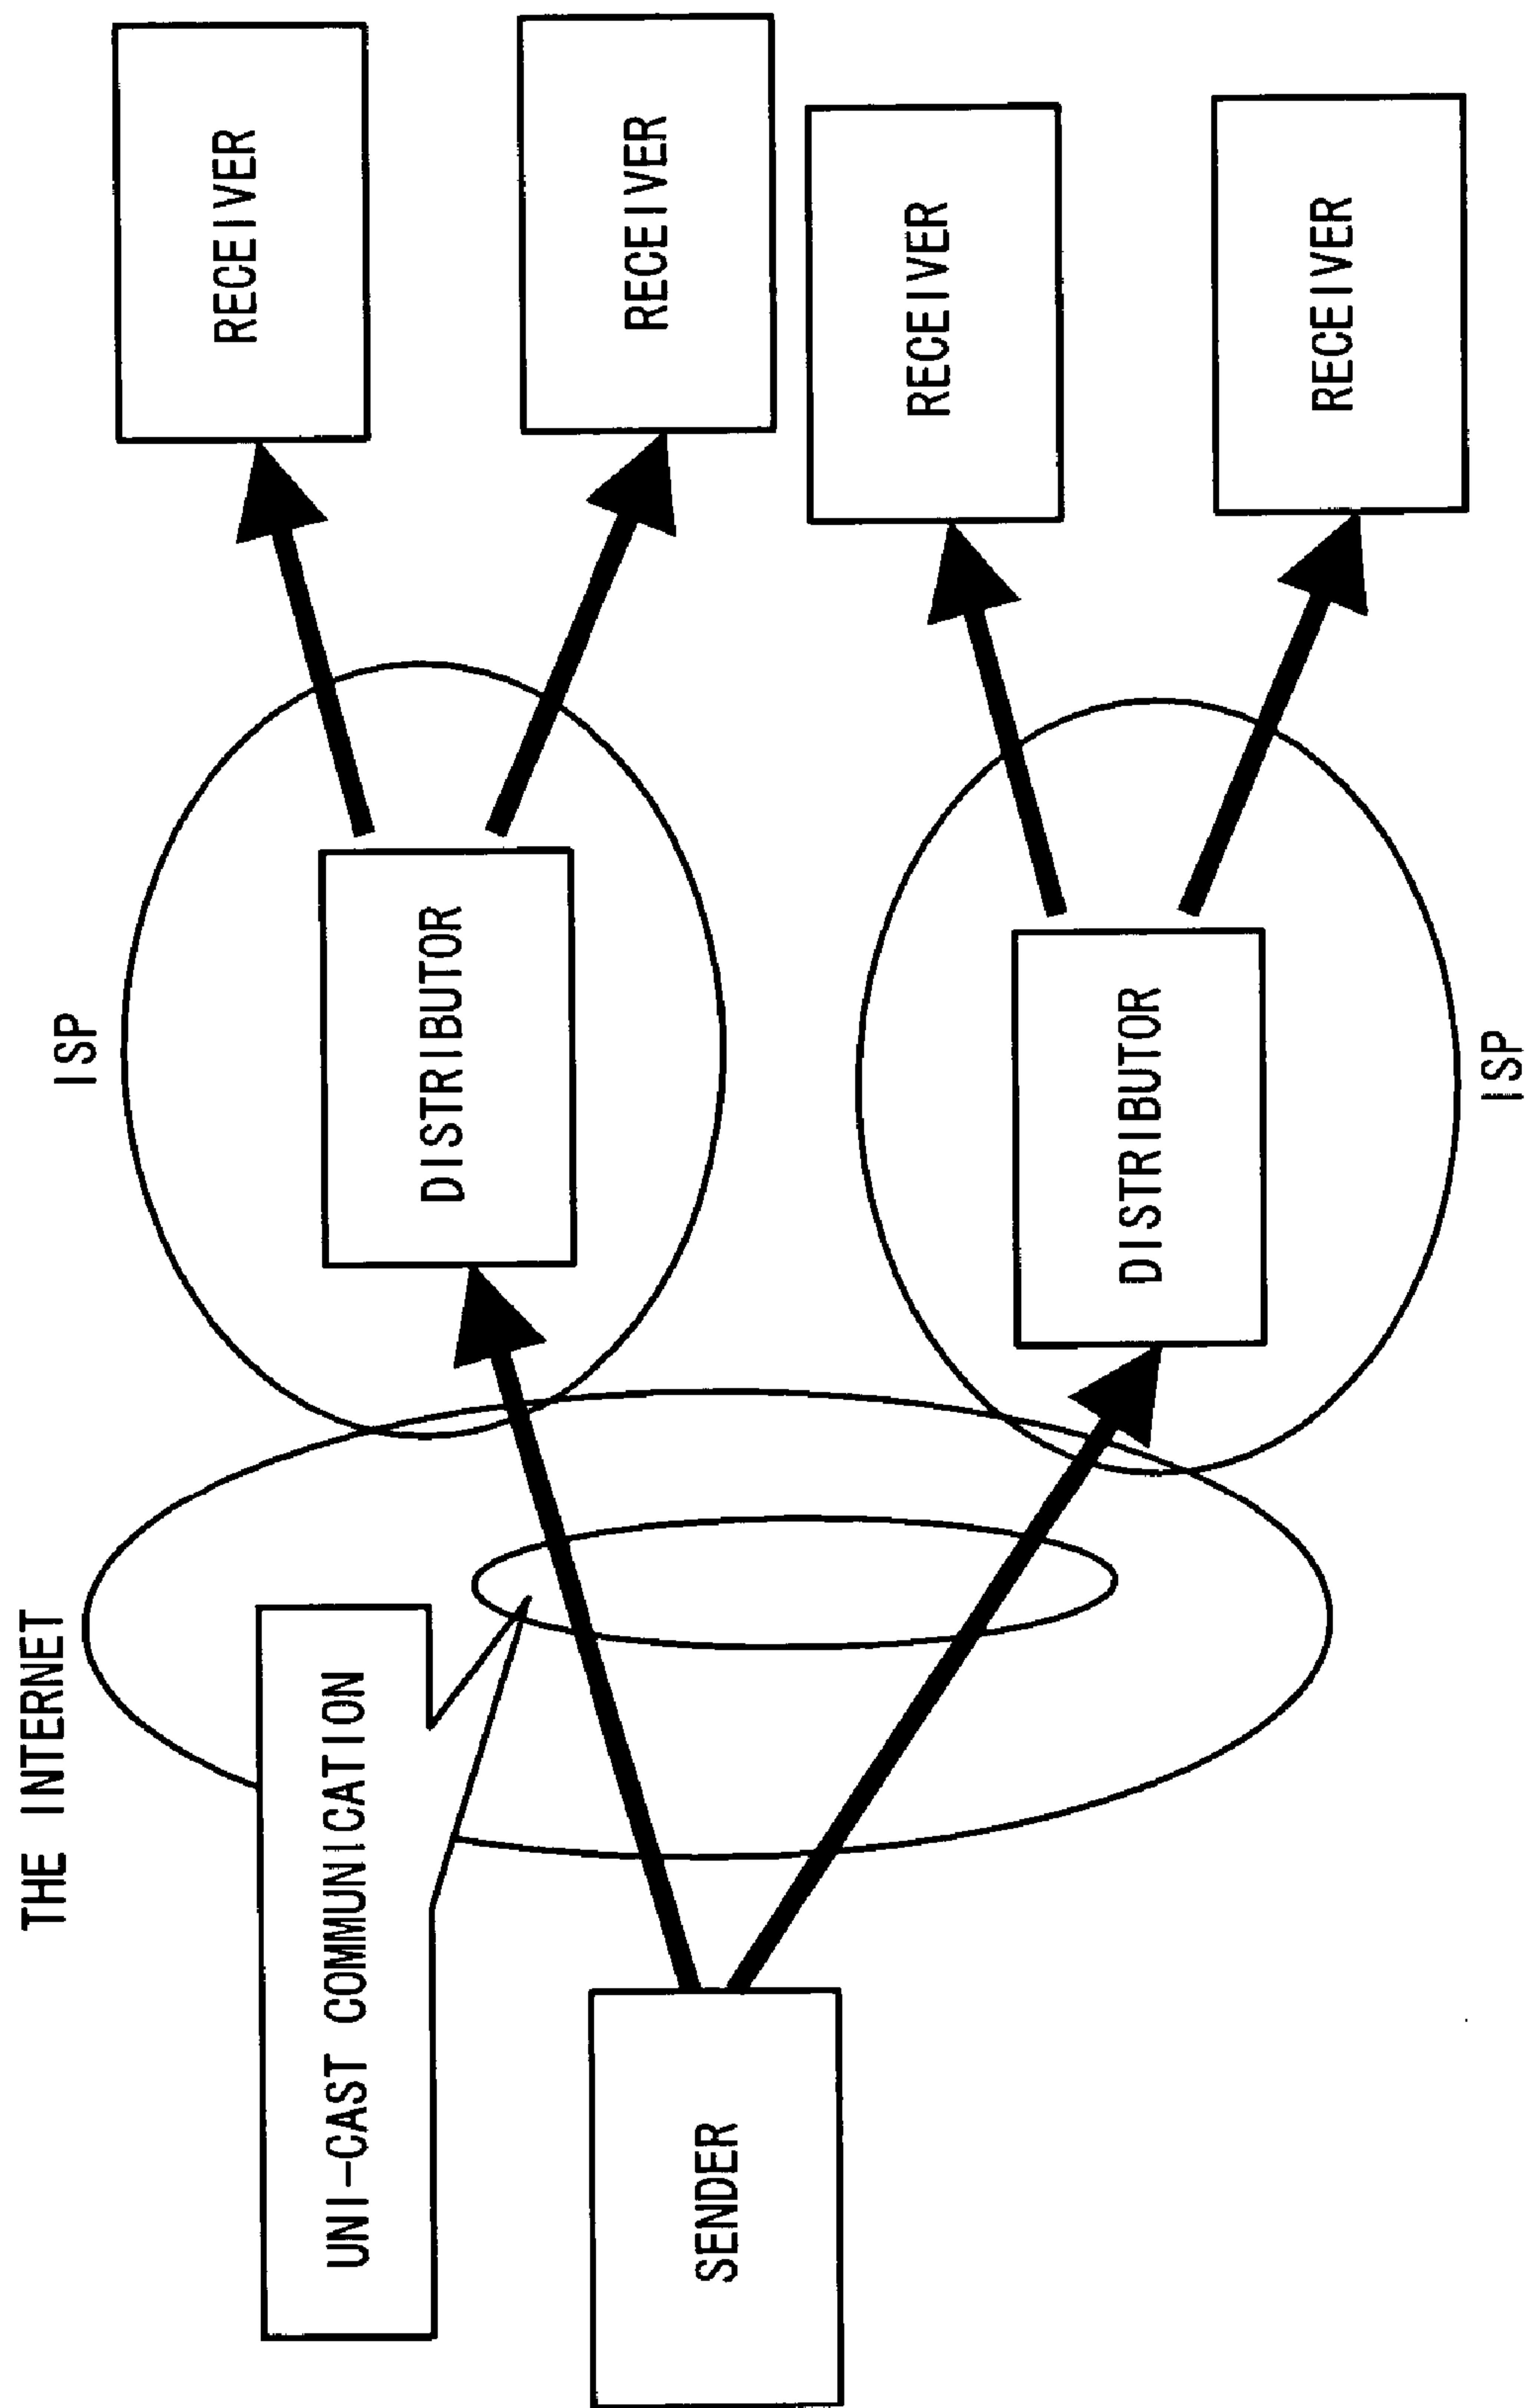 THE INTERNET
ISP
UNI-CAST COMMUNICATION
RECEIVER
DISTRIBUTOR
RECEIVER
SENDER
RECEIVER
DISTRIBUTOR
RECEIVER
ISP